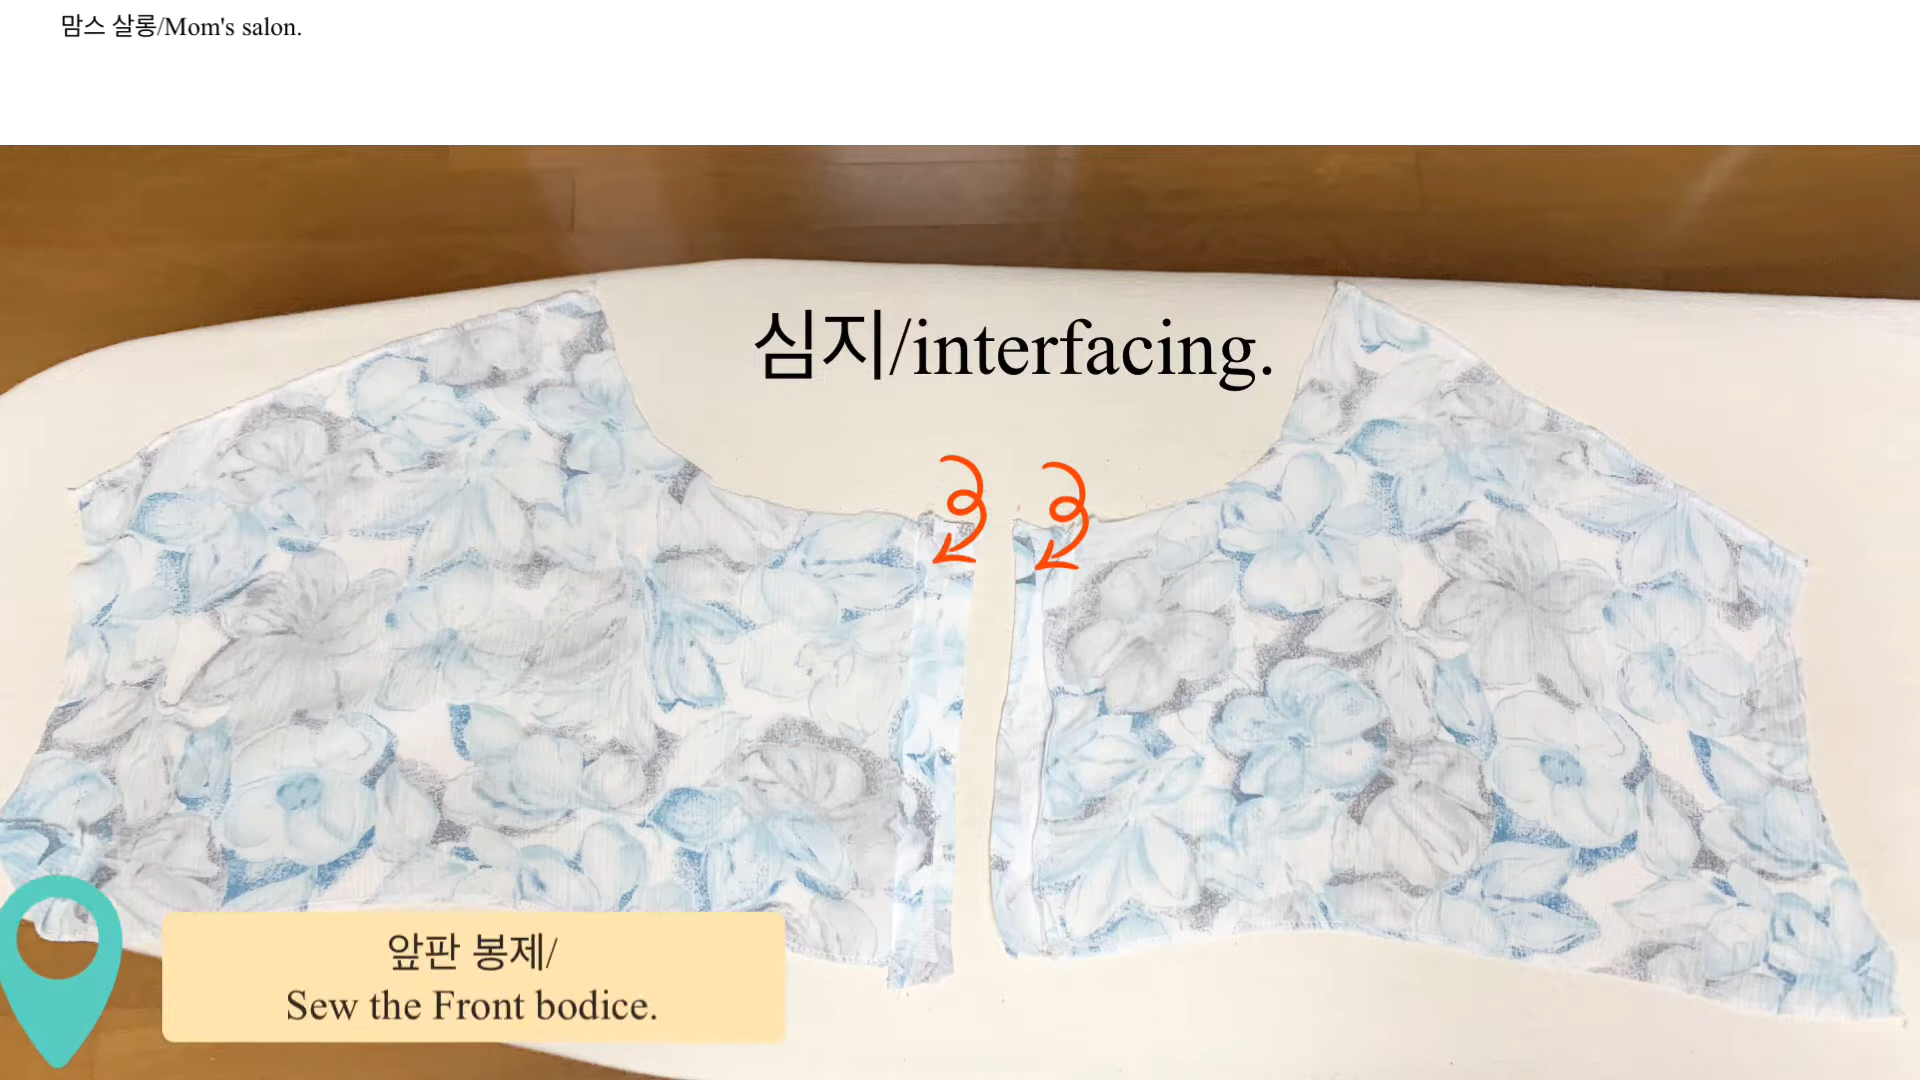 맘스 살롱/Mom's salon.
심지/interfacing.
앞판 봉제/
Sew the Front bodice.